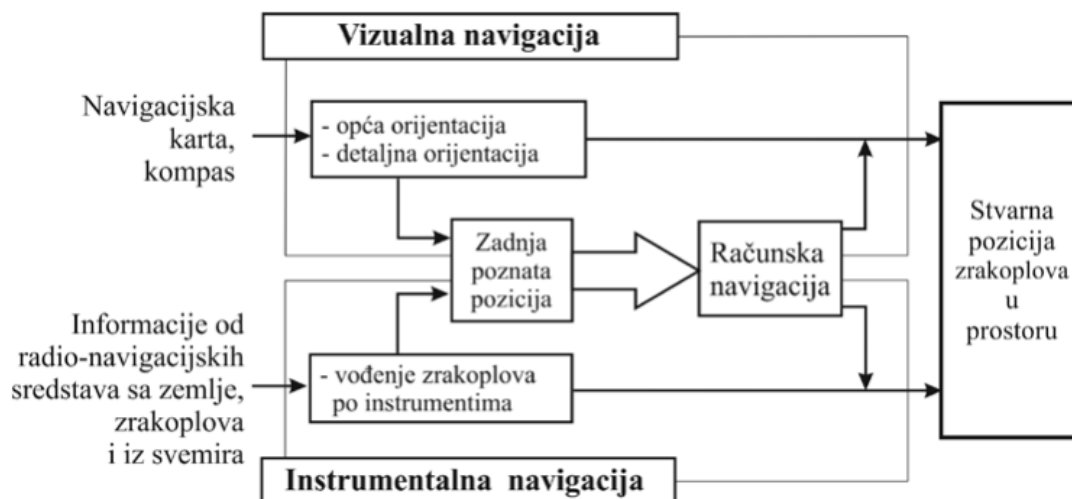 Vizualna navigacija
Navigacijska
karta,
kompas
- opća orijentacija
- detaljna orijentacija
Zadnja
poznata
pozicija
Računska
navigacija
Stvarna
pozicija
zrakoplova
u
prostoru
Informacije od
radio-navigacijskih
sredstava sa zemlje,
zrakoplova
i iz svemira
- vođenje zrakoplova
po instrumentima
Instrumentalna navigacija